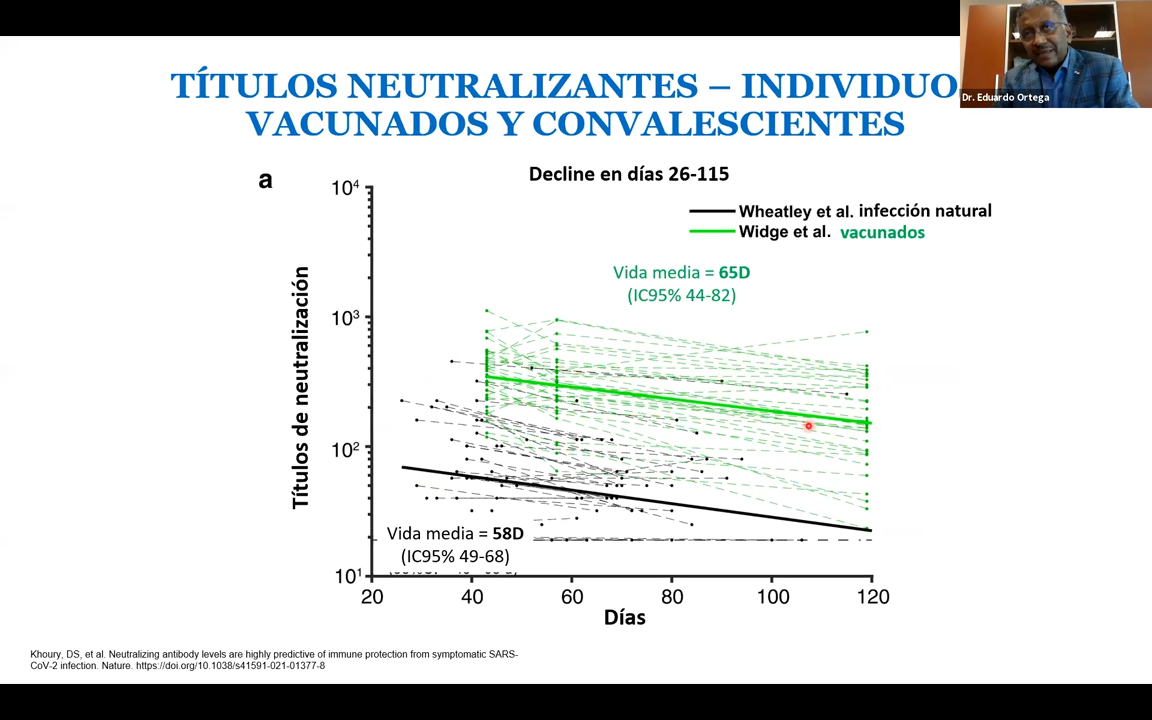 Dr. Eduardo Ortega
TÍTULOS NEUTRALIZANTES – INDIVIDUO
VACUNADOS Y CONVALESCIENTES
a
Decline en días 26-115
Wheatley et al. infección natural
Widge et al. vacunados
Vida media = 65D
(IC95% 44-82)
Títulos de neutralización
10⁴
10³
10²
10¹
Vida media = 58D
(IC95% 49-68)
20 40 60 80 100 120
Días
Khoury, DS, et al. Neutralizing antibody levels are highly predictive of immune protection from symptomatic SARS-
CoV-2 infection. Nature. https://doi.org/10.1038/s41591-021-01377-8